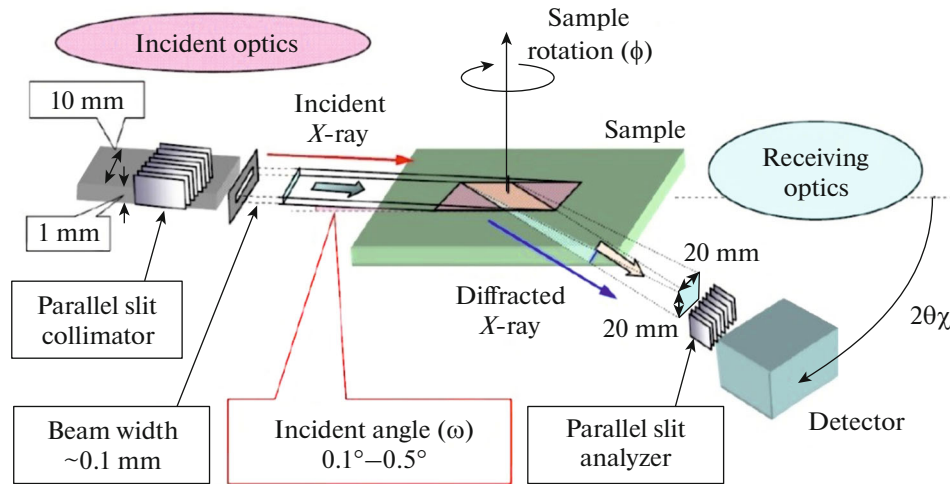 Incident optics
Sample
rotation (ϕ)
10 mm
Incident
X-ray
Sample
Receiving
optics
1 mm
20 mm
Parallel slit
collimator
Diffracted
X-ray
20 mm
2θχ
Beam width
~0.1 mm
Incident angle (ω)
0.1°–0.5°
Parallel slit
analyzer
Detector